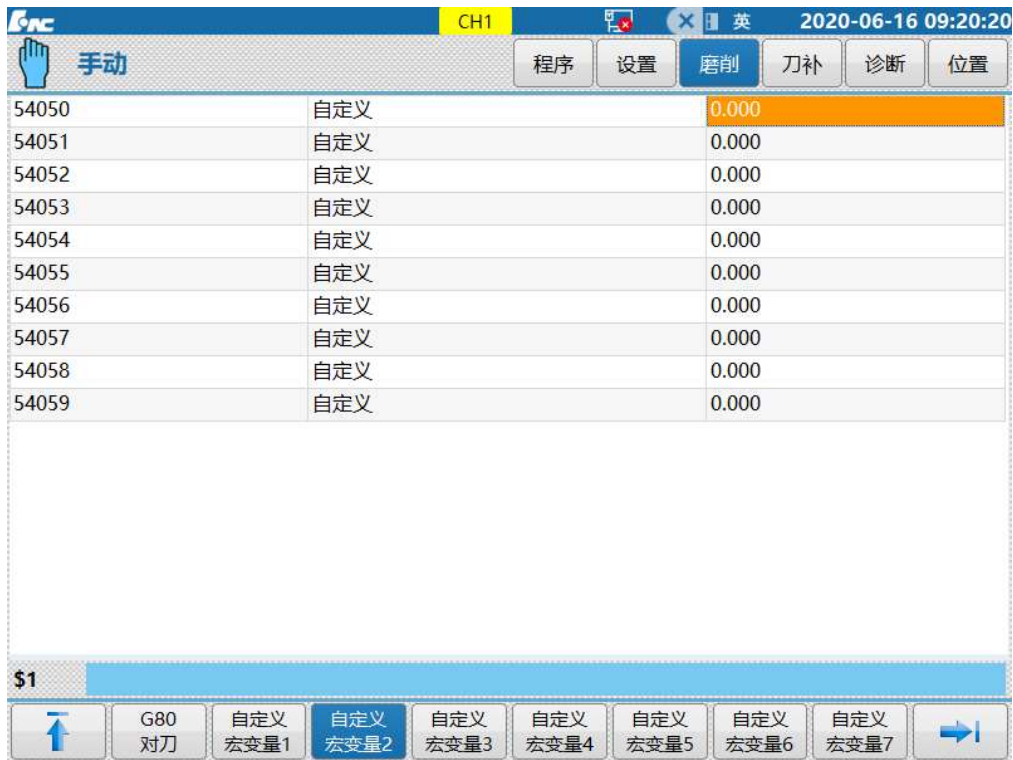 HNC CH1 英 2020-06-16 09:20:20
手动 程序 设置 磨削 刀补 诊断 位置
54050 自定义 0.000
54051 自定义 0.000
54052 自定义 0.000
54053 自定义 0.000
54054 自定义 0.000
54055 自定义 0.000
54056 自定义 0.000
54057 自定义 0.000
54058 自定义 0.000
54059 自定义 0.000
$1
G80 自定义 自定义 自定义 自定义 自定义 自定义 自定义
对刀 宏变量1 宏变量2 宏变量3 宏变量4 宏变量5 宏变量6 宏变量7